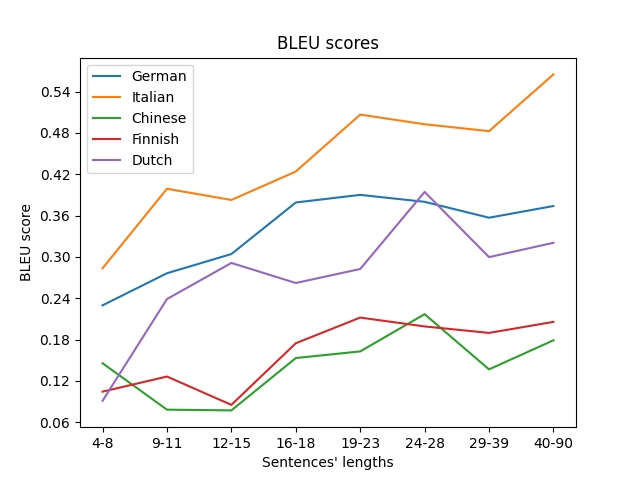 BLEU scores
German
Italian
Chinese
Finnish
Dutch
BLEU score
0.54
0.48
0.42
0.36
0.30
0.24
0.18
0.12
0.06
4-8 9-11 12-15 16-18 19-23 24-28 29-39 40-90
Sentences' lengths